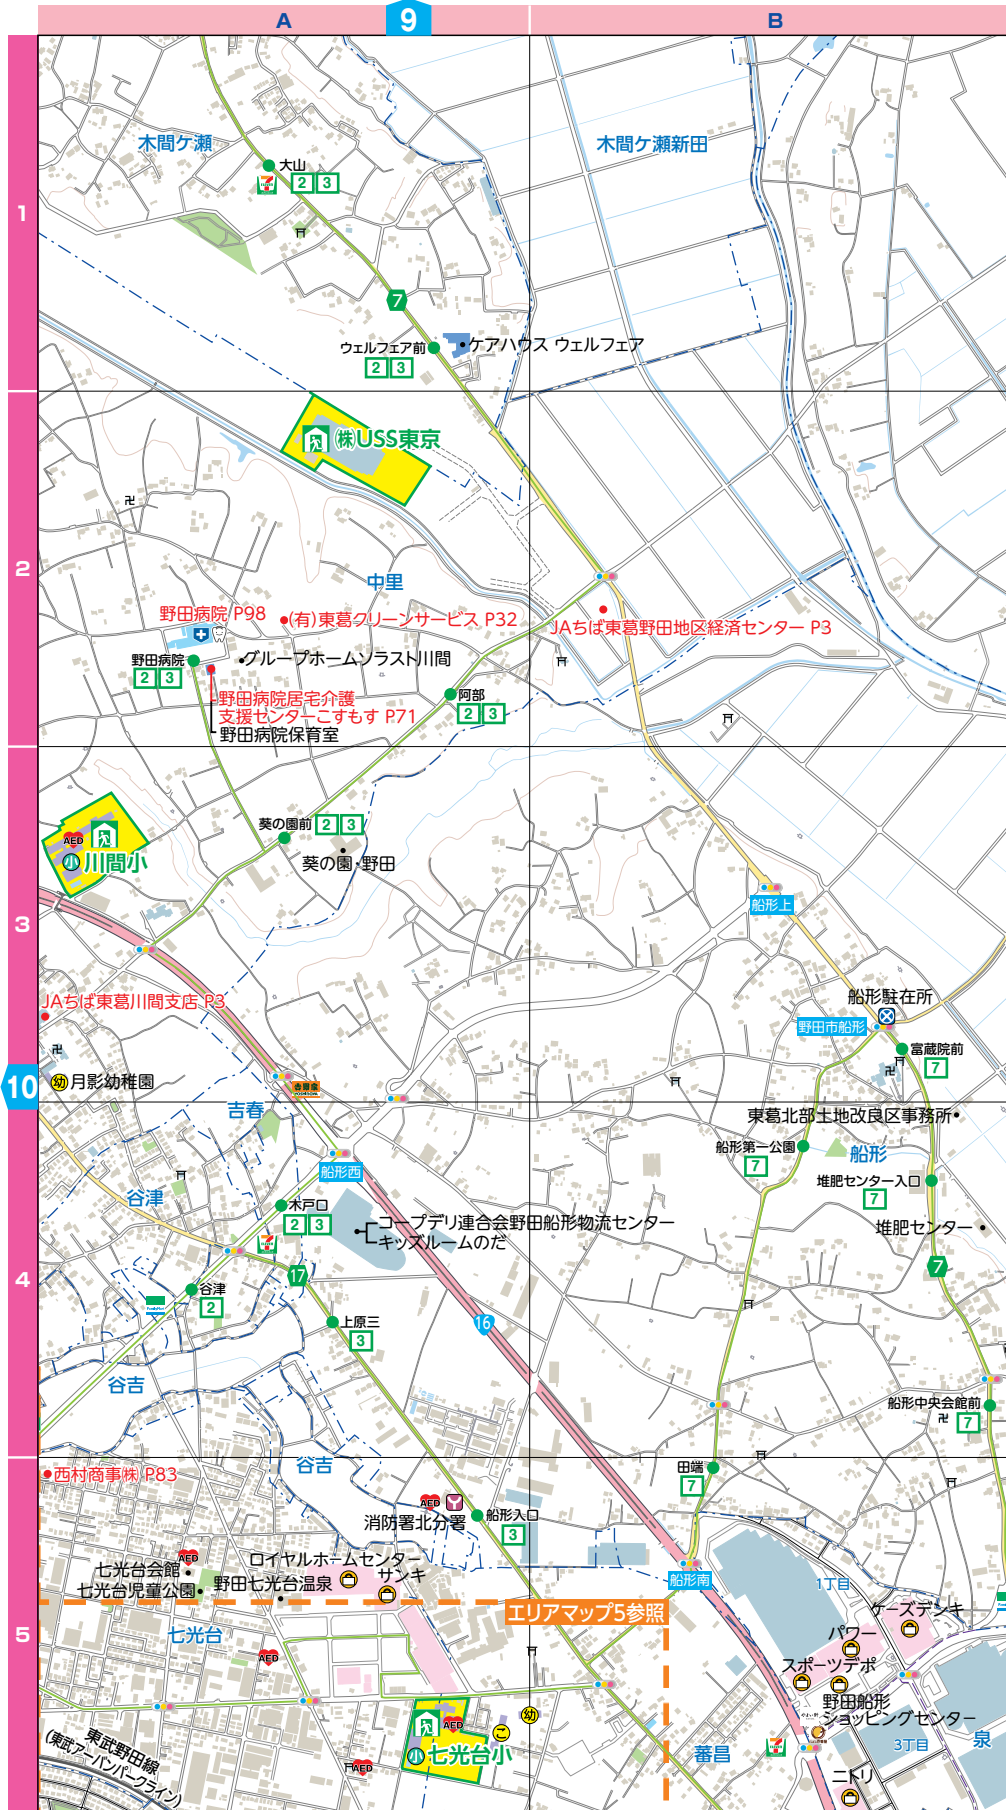 A
9
B
1
2
3
4
5
10
木間ケ瀬
木間ケ瀬新田
大山
2 3
7
ウェルフェア前
2 3
ケアハウス ウェルフェア
㈱USS東京
中里
野田病院 P98
(有)東葛クリーンサービス P32
JAちば東葛野田地区経済センター P3
野田病院
2 3
グループホームソラスト川間
野田病院居宅介護
支援センターこすもす P71
野田病院保育室
阿部
2 3
葵の園前
2 3
葵の園・野田
AED
小 川間小
船形上
JAちば東葛川間支店 P3
船形駐在所
野田市船形
富蔵院前
7
幼 月影幼稚園
吉野家
吉春
東葛北部土地改良区事務所
船形第一公園
7
船形
船形西
堆肥センター入口
7
谷津
木戸口
2 3
コープデリ連合会野田船形物流センター
キッズルームのだ
堆肥センター
7
17
谷津
2
FamilyMart
上原三
3
16
谷吉
船形中央会館前
7
谷吉
西村商事㈱ P83
田端
7
AED
消防署北分署
船形入口
3
AED
七光台会館
七光台児童公園
ロイヤルホームセンター
サンキ
野田七光台温泉
船形南
1丁目
エリアマップ5参照
ケーズデンキ
パワー
七光台
AED
スポーツデポ
野田船形
ショッピングセンター
幼
こ
AED
小 七光台小
AED
東武野田線
(東武アーバンパークライン)
蕃昌
3丁目
泉
ニトリ